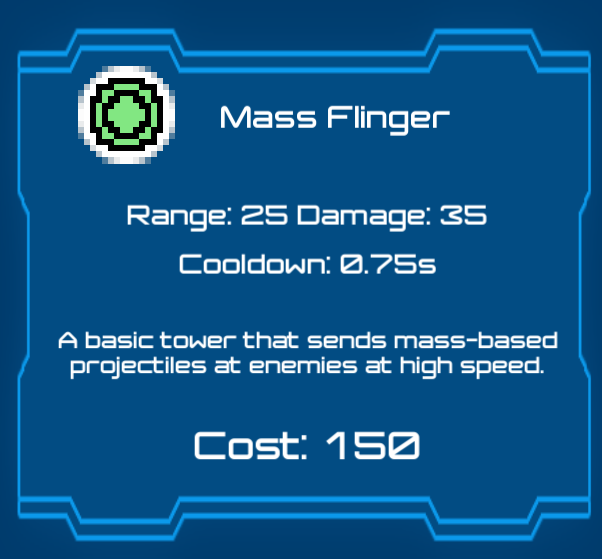 Mass Flinger
Range: 25 Damage: 35
Cooldown: 0.75s
A basic tower that sends mass-based
projectiles at enemies at high speed.
Cost: 150